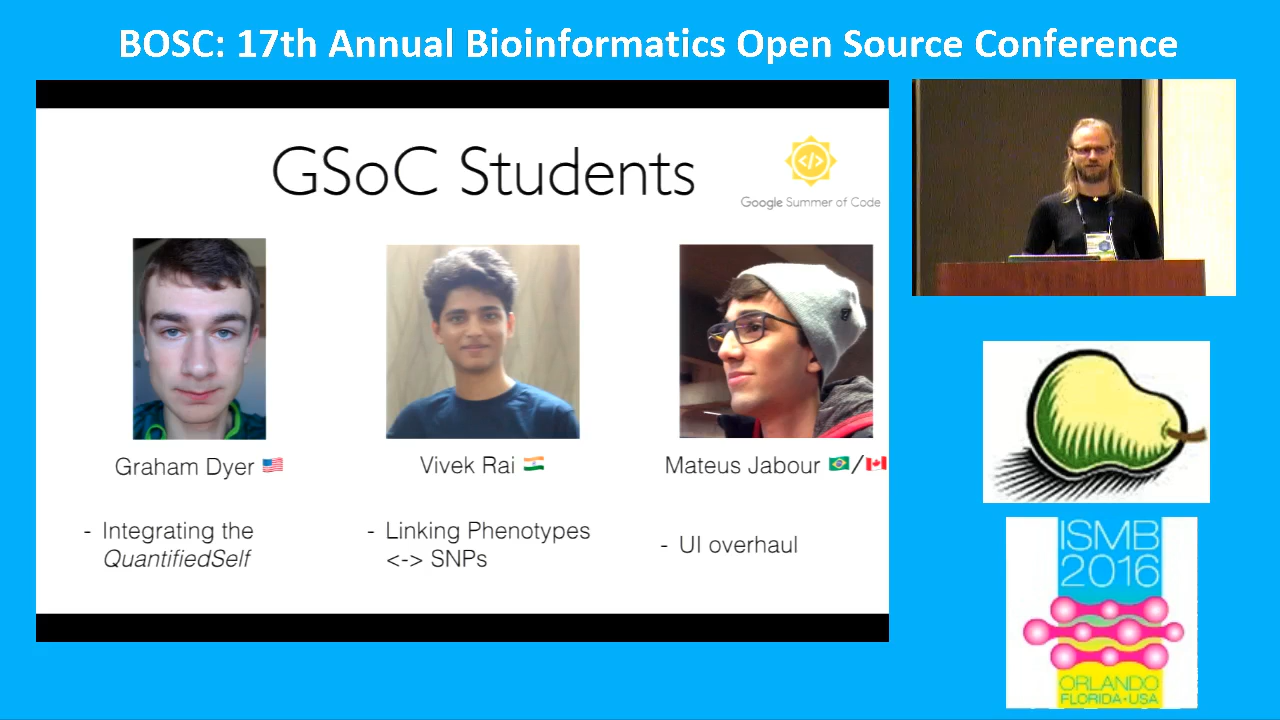 BOSC: 17th Annual Bioinformatics Open Source Conference
GSoC Students
</>
Google Summer of Code
Graham Dyer 🇺🇸
Vivek Rai 🇮🇳
Mateus Jabour 🇧🇷/🇨🇦
- Integrating the
QuantifiedSelf
- Linking Phenotypes
<-> SNPs
- UI overhaul
ISMB
2016
ORLANDO
FLORIDA•USA